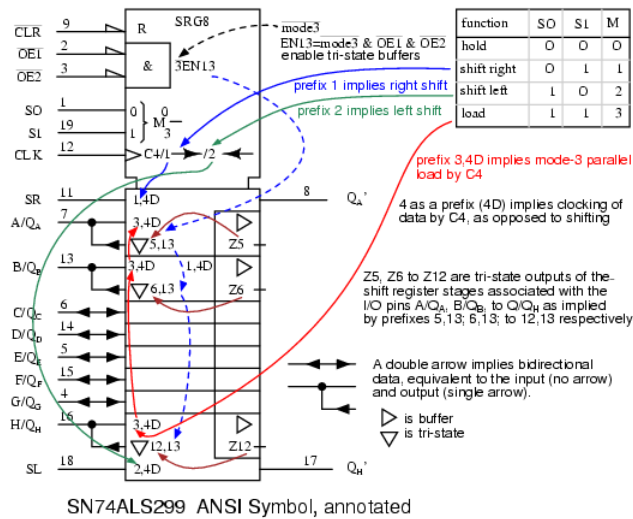 9
CLR
R
SRG8
2
OE1
&
3EN13
3
OE2
mode3
EN13=mode3 & OE1 & OE2
enable tri-state buffers
function SO S1 M
hold O O O
shift right O 1 1
shift left 1 O 2
load 1 1 3
prefix 1 implies right shift
prefix 2 implies left shift
1
SO
0 0
M
19
S1
1 3
12
CLK
C4/1
/2
prefix 3,4D implies mode-3 parallel
load by C4
11
SR
1,4D
8
QA'
4 as a prefix (4D) implies clocking of
data by C4, as opposed to shifting
7
A/QA
3,4D
5,13
Z5
13
B/QB
3,4D
1,4D
6,13
Z6
Z5, Z6 to Z12 are tri-state outputs of the
shift register stages associated with the
I/O pins A/QA, B/QB, to Q/QH as implied
by prefixes 5,13; 6,13; to 12,13 respectively
6
C/QC
14
D/QD
5
E/QE
15
F/QF
4
G/QG
A double arrow implies bidirectional
data, equivalent to the input (no arrow)
and output (single arrow).
16
H/QH
3,4D
12,13
Z12
is buffer
is tri-state
18
SL
2,4D
17
QH'
SN74ALS299 ANSI Symbol, annotated